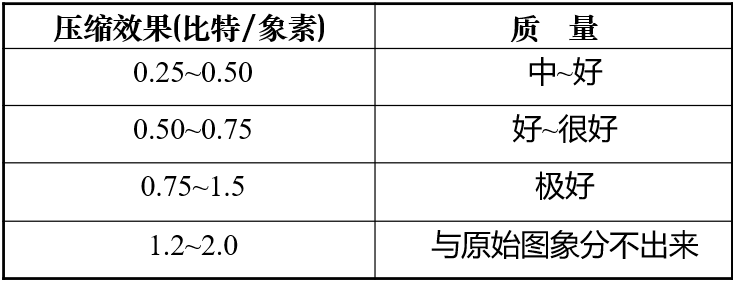 压缩效果(比特/象素) 质 量
0.25~0.50 中~好
0.50~0.75 好~很好
0.75~1.5 极好
1.2~2.0 与原始图象分不出来